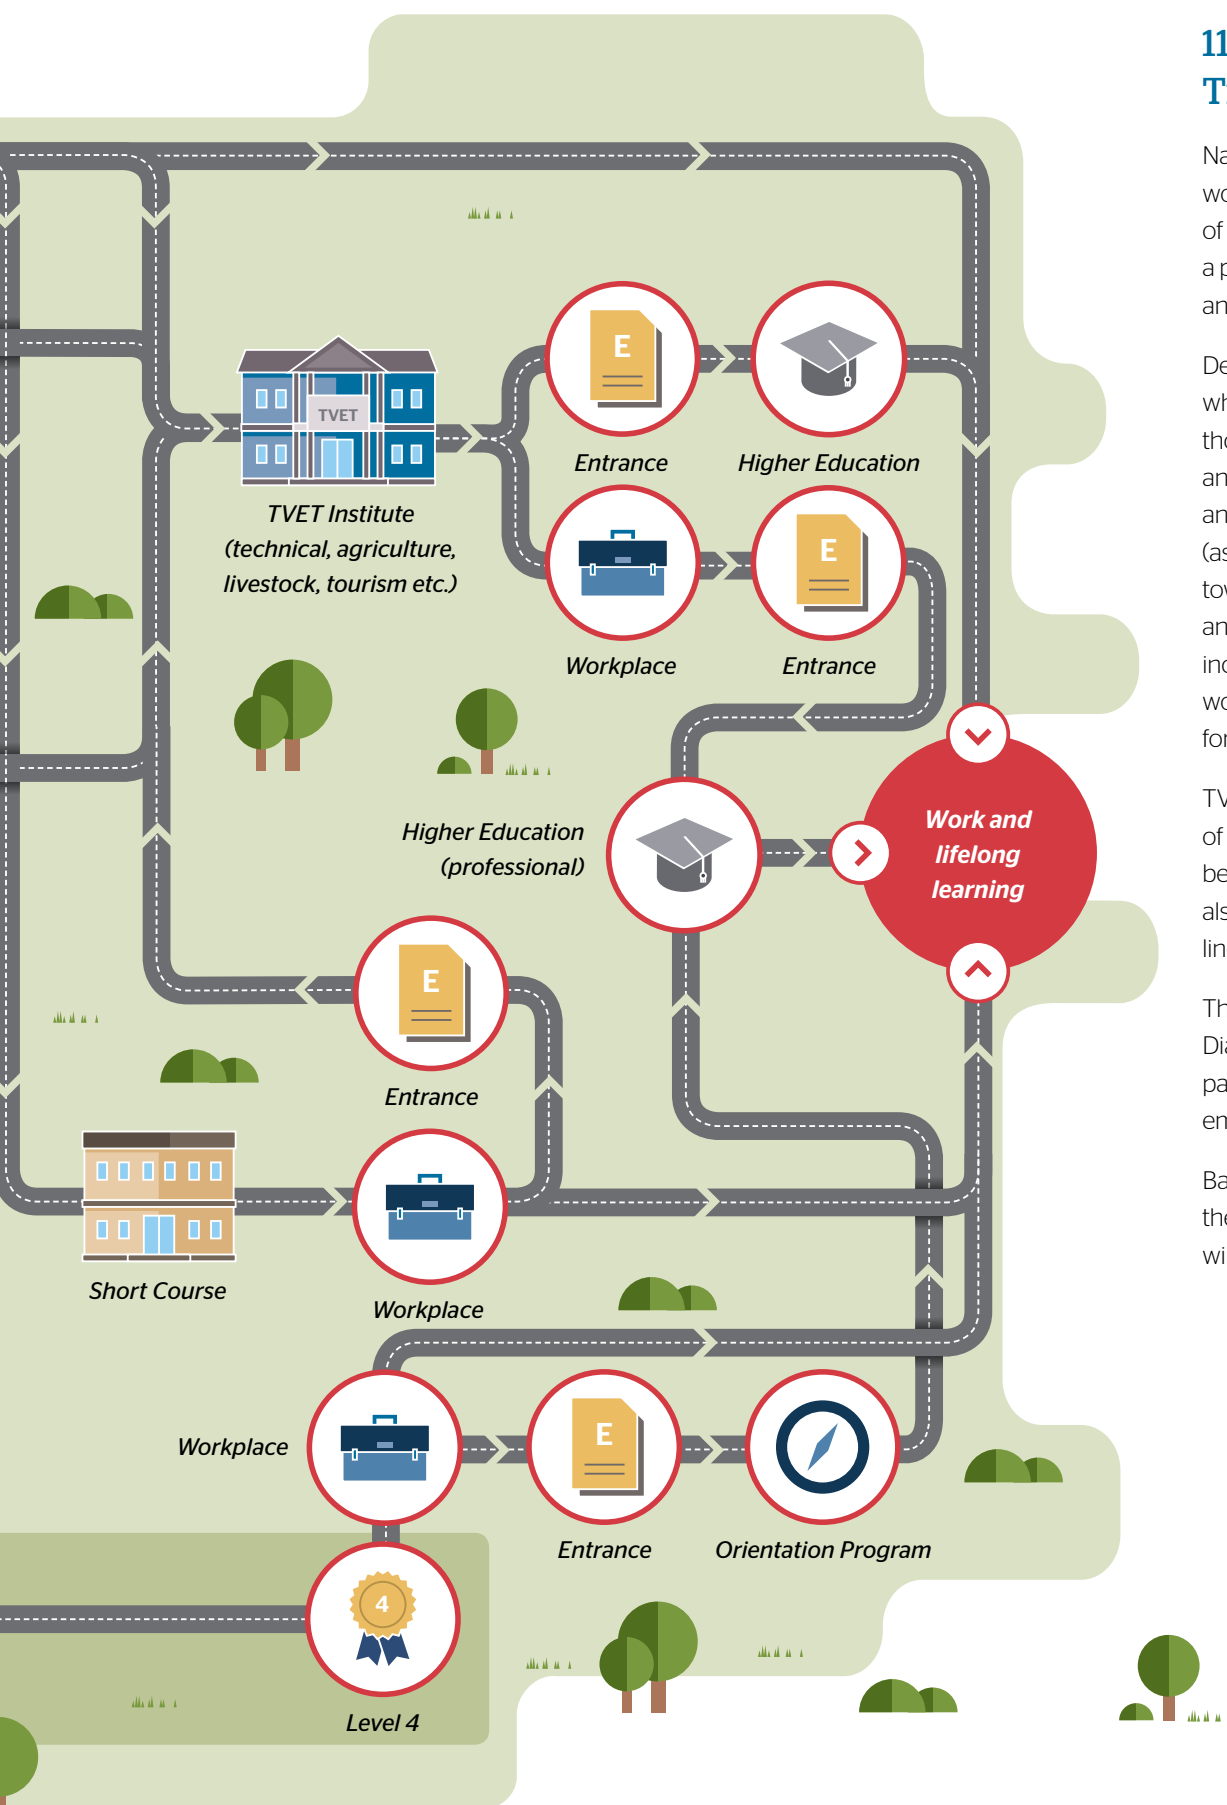 TVET
E
Entrance
Higher Education
TVET Institute
(technical, agriculture,
livestock, tourism etc.)
Workplace
E
Entrance
Work and
lifelong
learning
Higher Education
(professional)
E
Entrance
Short Course
Workplace
Workplace
E
Entrance
Orientation Program
4
Level 4
11
of